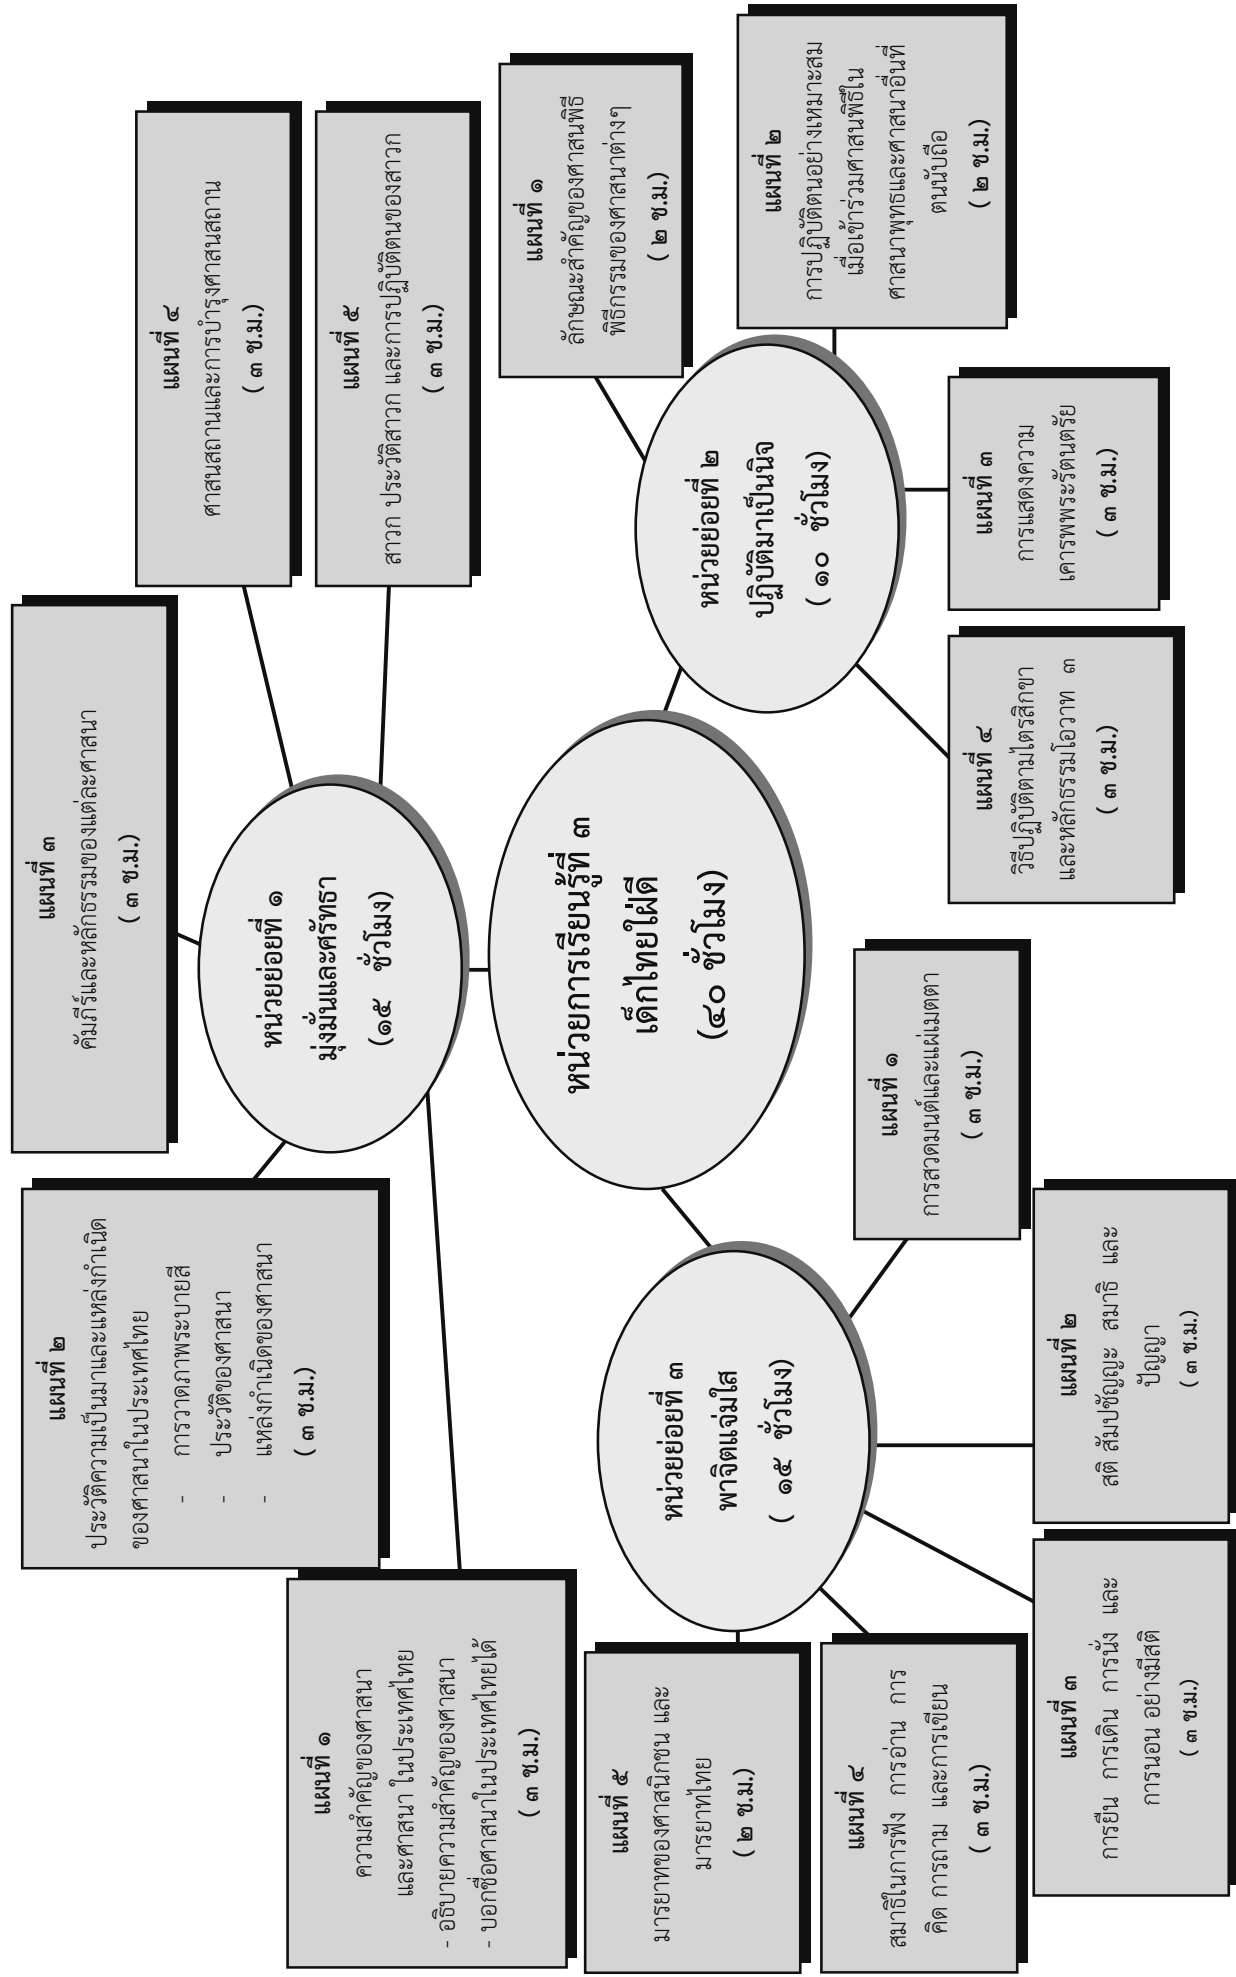 หน่วยการเรียนรู้ที่ ๓
เด็กไทยใฝ่ดี
(๔๐ ชั่วโมง)
หน่วยย่อยที่ ๑
มุ่งมั่นและศรัทธา
(๑๕ ชั่วโมง)
แผนที่ ๑
ความสำคัญของศาสนา
และศาสนา ในประเทศไทย
- อธิบายความสำคัญของศาสนา
- บอกชื่อศาสนาในประเทศไทยได้
( ๓ ช.ม.)
แผนที่ ๒
ประวัติความเป็นมาและแหล่งกำเนิด
ของศาสนาในประเทศไทย
- การวาดภาพระบายสี
- ประวัติของศาสนา
- แหล่งกำเนิดของศาสนา
( ๓ ช.ม.)
แผนที่ ๓
คัมภีร์และหลักธรรมของแต่ละศาสนา
( ๓ ช.ม.)
แผนที่ ๔
ศาสนสถานและการบำรุงศาสนสถาน
( ๓ ช.ม.)
แผนที่ ๕
สาวก ประวัติสาวก และการปฏิบัติตนของสาวก
( ๓ ช.ม.)
หน่วยย่อยที่ ๒
ปฏิบัติมาเป็นนิจ
( ๑๐ ชั่วโมง)
แผนที่ ๑
ลักษณะสำคัญของศาสนพิธี
พิธีกรรมของศาสนาต่างๆ
( ๒ ช.ม.)
แผนที่ ๒
การปฏิบัติตนอย่างเหมาะสม
เมื่อเข้าร่วมศาสนพิธีใน
ศาสนาพุทธและศาสนาอื่นที่
ตนนับถือ
( ๒ ช.ม.)
แผนที่ ๓
การแสดงความ
เคารพพระรัตนตรัย
( ๓ ช.ม.)
แผนที่ ๔
วิธีปฏิบัติตามไตรสิกขา
และหลักธรรมโอวาท ๓
( ๓ ช.ม.)
หน่วยย่อยที่ ๓
พาจิตแจ่มใส
( ๑๕ ชั่วโมง)
แผนที่ ๑
การสวดมนต์และแผ่เมตตา
( ๓ ช.ม.)
แผนที่ ๒
สติ สัมปชัญญะ สมาธิ และ
ปัญญา
( ๓ ช.ม.)
แผนที่ ๓
การยืน การเดิน การนั่ง และ
การนอน อย่างมีสติ
( ๓ ช.ม.)
แผนที่ ๔
สมาธิในการฟัง การอ่าน การ
คิด การถาม และการเขียน
( ๓ ช.ม.)
แผนที่ ๕
มารยาทของศาสนิกชน และ
มารยาทไทย
( ๒ ช.ม.)